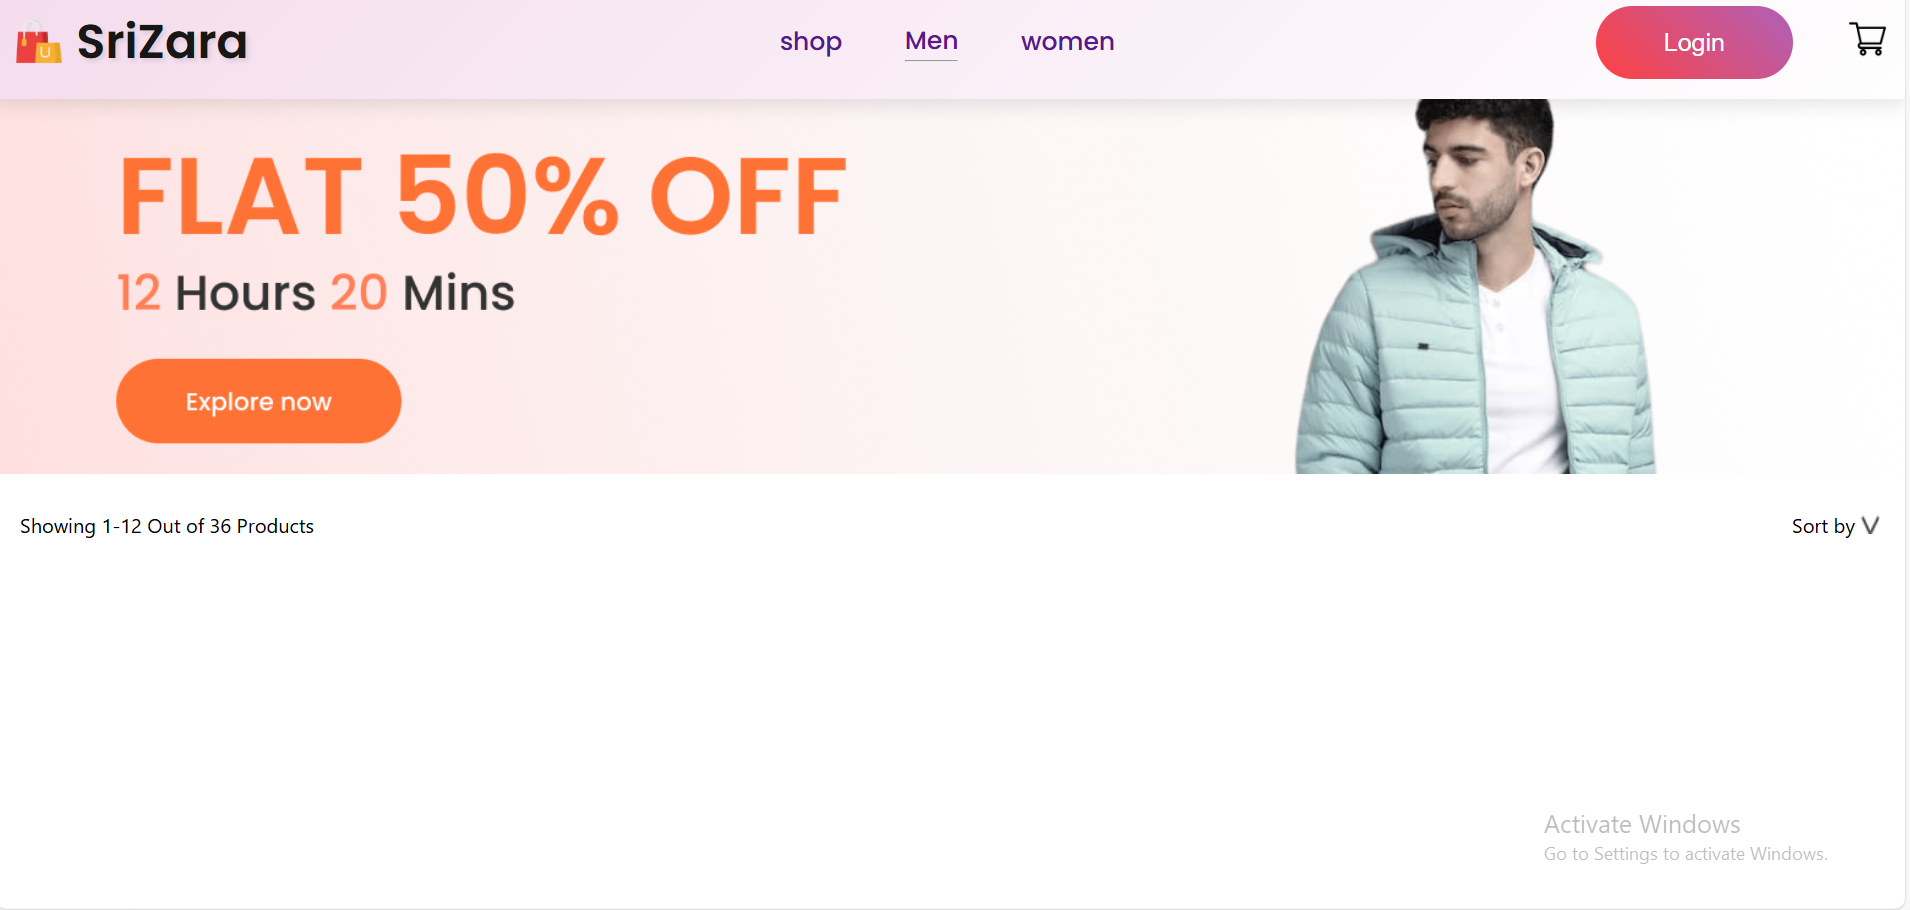 SriZara
shop Men women
Login
FLAT 50% OFF
12 Hours 20 Mins
Explore now
Showing 1-12 Out of 36 Products
Sort by
Activate Windows
Go to Settings to activate Windows.